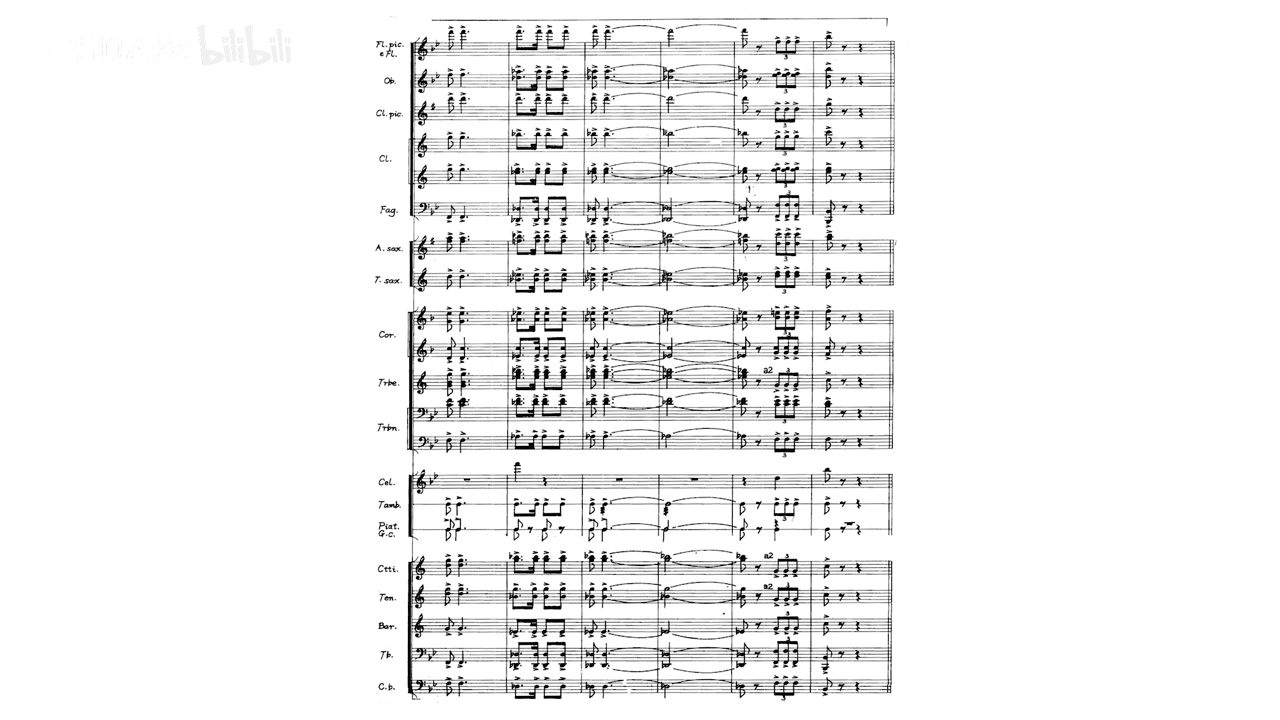 bilibili
Fl. pic.
e Fl.
Ob.
Cl. pic.
Cl.
Fag.
A. sax.
T. sax.
Cor.
Trbe.
a2
Trbn.
Cel.
Tamb.
Piat.
G.c.
Ctti.
a2
Ten.
a2
Bar.
Tb.
C.b.